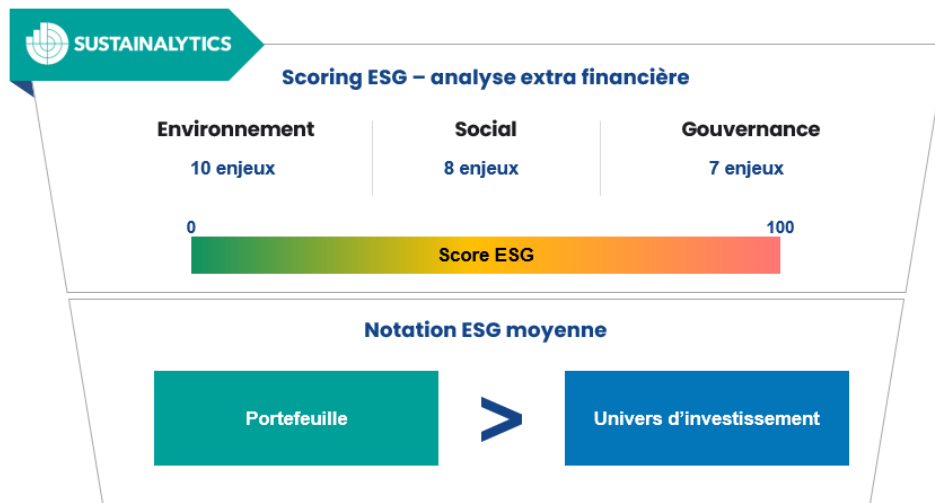 SUSTAINALYTICS
Scoring ESG – analyse extra financière
Environnement
Social
Gouvernance
10 enjeux
8 enjeux
7 enjeux
0
100
Score ESG
Notation ESG moyenne
Portefeuille
>
Univers d'investissement